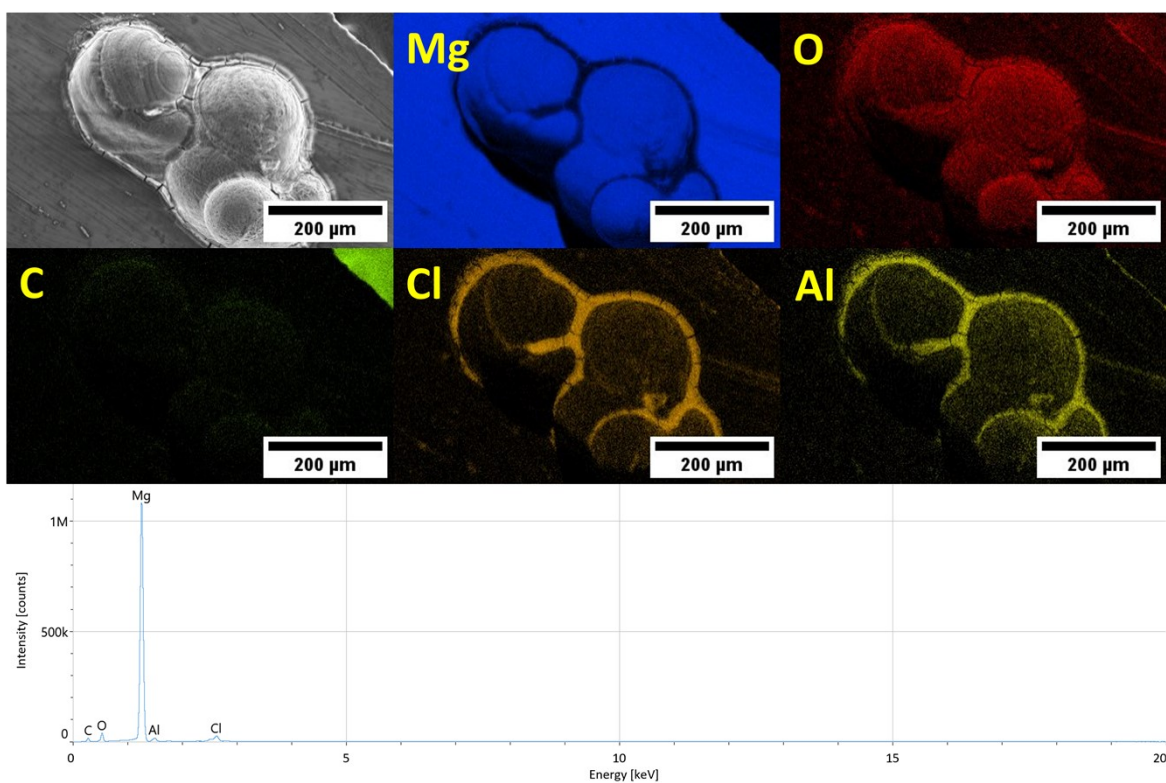 Mg
O
200 µm
200 µm
200 µm
C
Cl
Al
200 µm
200 µm
200 µm
Mg
1M
Intensity [counts]
500k
0
C
O
Al
Cl
0
5
10
15
20
Energy [keV]